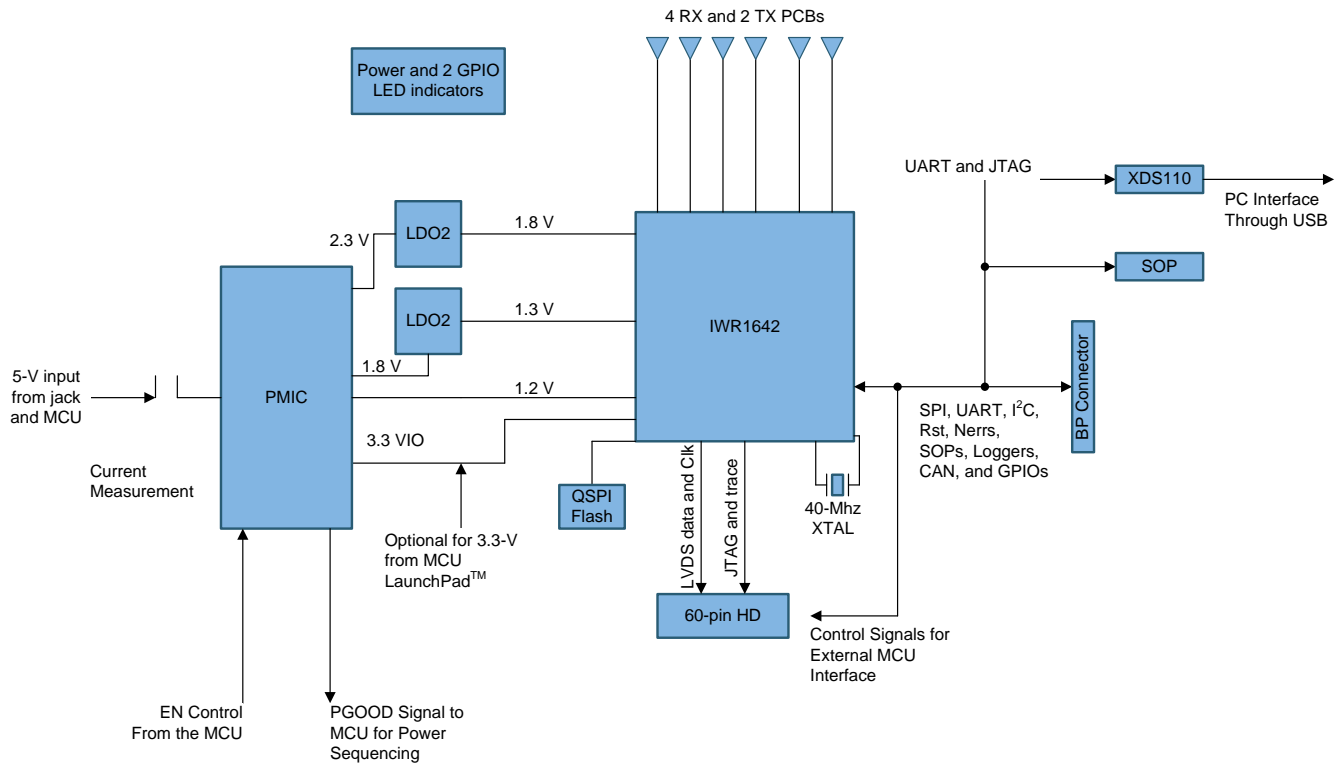 4 RX and 2 TX PCBs
Power and 2 GPIO
LED indicators
UART and JTAG
XDS110
PC Interface
Through USB
LDO2
1.8 V
2.3 V
SOP
LDO2
1.3 V
IWR1642
1.8 V
5-V input
from jack
and MCU
PMIC
1.2 V
BP Connector
SPI, UART, I²C,
Rst, Nerrs,
SOPs, Loggers,
CAN, and GPIOs
3.3 VIO
Current
Measurement
QSPI
Flash
LVDS data and Clk
JTAG and trace
40-Mhz
XTAL
Optional for 3.3-V
from MCU
LaunchPad™
60-pin HD
Control Signals for
External MCU
Interface
EN Control
From the MCU
PGOOD Signal to
MCU for Power
Sequencing